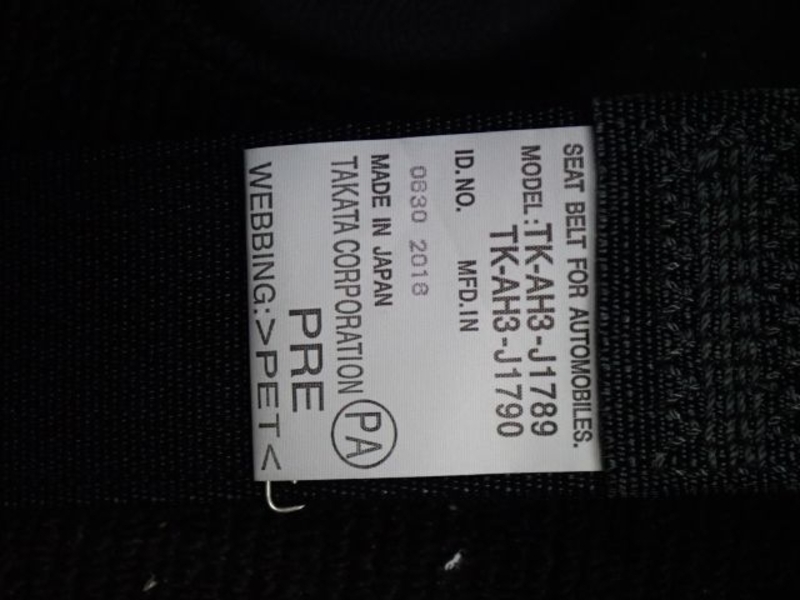 SEAT BELT FOR AUTOMOBILES.
MODEL: TK-AH3-J1789
TK-AH3-J1790
ID. NO. MFD. IN
0630 2018
MADE IN JAPAN
TAKATA CORPORATION PA
PRE
WEBBING:>PET<